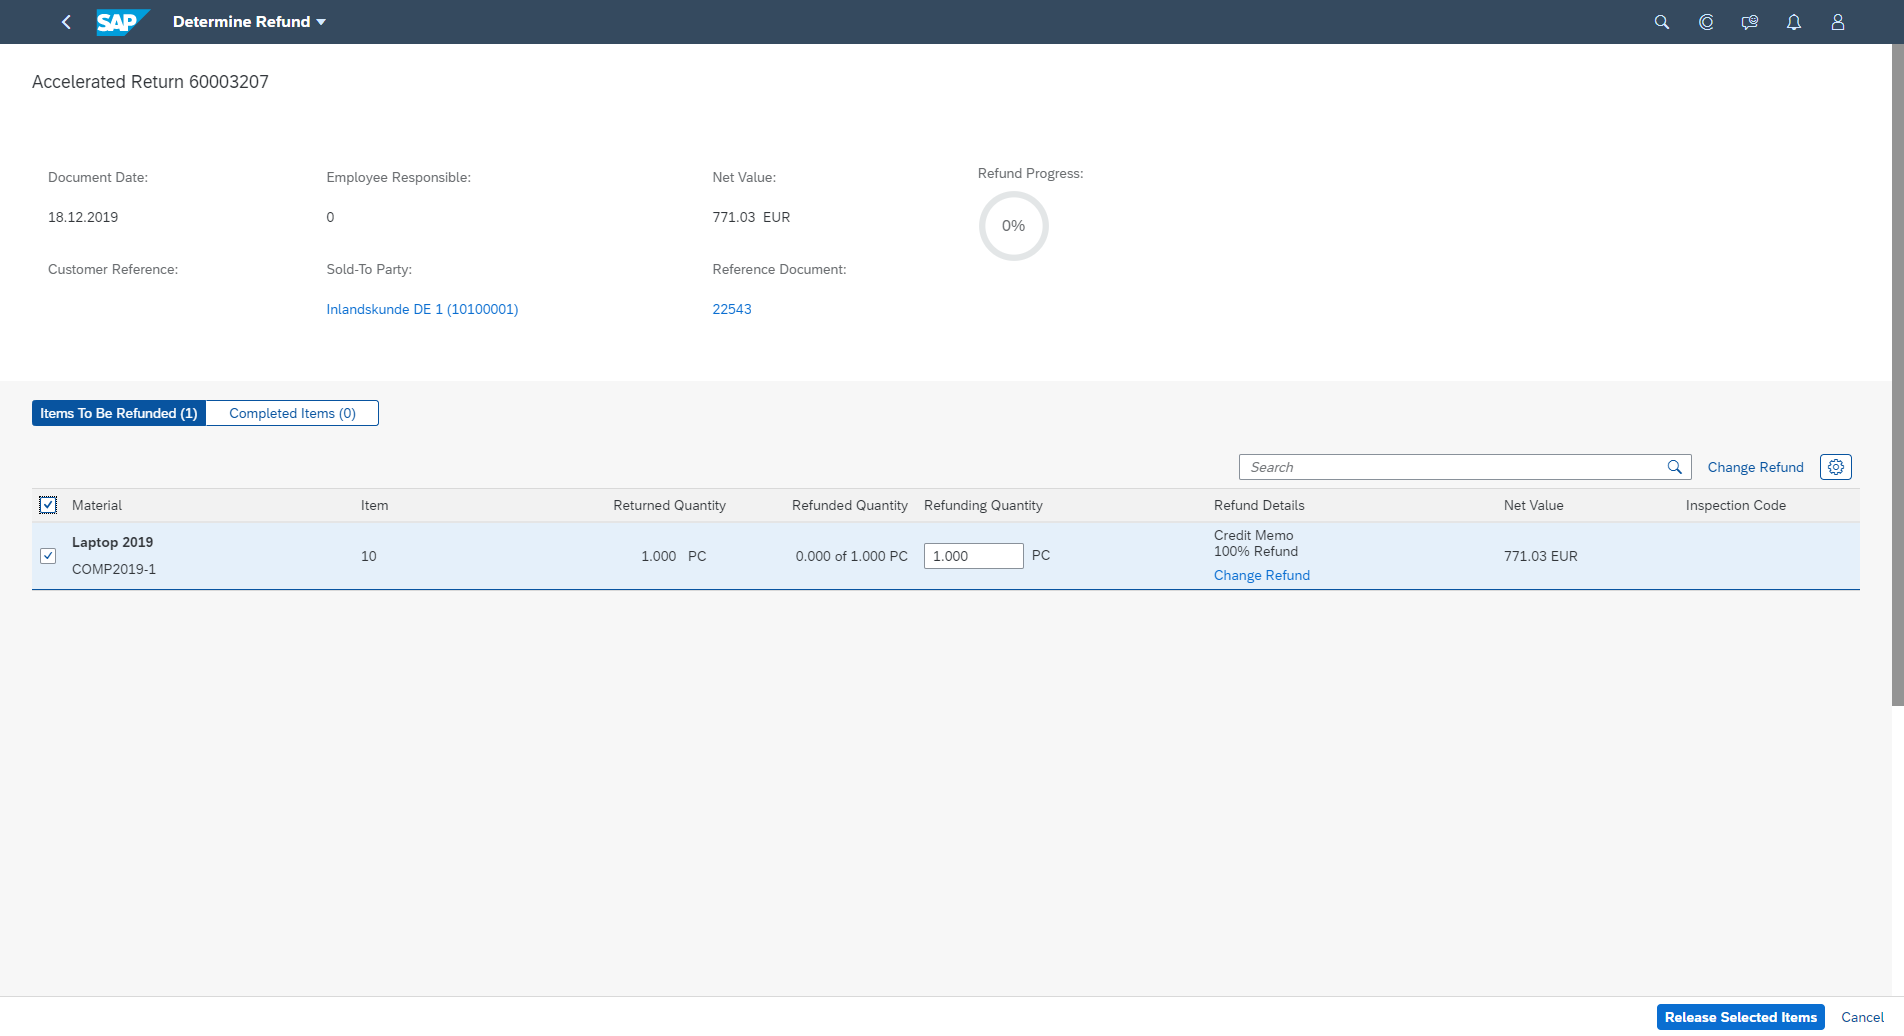 SAP Determine Refund
Accelerated Return 60003207
Document Date:
18.12.2019
Employee Responsible:
0
Net Value:
771.03 EUR
Refund Progress:
0%
Customer Reference:
Sold-To Party:
Inlandskunde DE 1 (10100001)
Reference Document:
22543
Items To Be Refunded (1) Completed Items (0)
Search Change Refund
Material Item Returned Quantity Refunded Quantity Refunding Quantity Refund Details Net Value Inspection Code
Laptop 2019
COMP2019-1
10
1.000 PC
0.000 of 1.000 PC
1.000 PC
Credit Memo
100% Refund
Change Refund
771.03 EUR
Release Selected Items Cancel